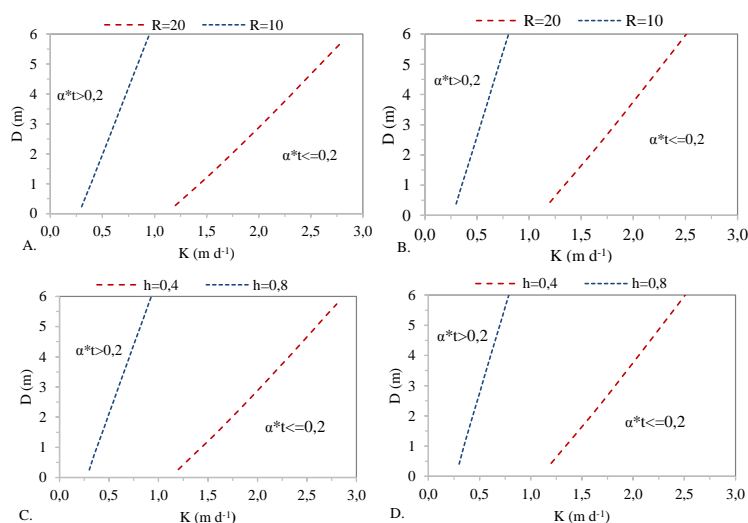 R=20 R=10
6
5
4
3
2
1
0
D (m)
α*t>0,2
α*t<=0,2
0,0 0,5 1,0 1,5 2,0 2,5 3,0
K (m d⁻¹)
A.
R=20 R=10
6
5
4
3
2
1
0
D (m)
α*t>0,2
α*t<=0,2
0,0 0,5 1,0 1,5 2,0 2,5 3,0
K (m d⁻¹)
B.
h=0,4 h=0,8
6
5
4
3
2
1
0
D (m)
α*t>0,2
α*t<=0,2
0,0 0,5 1,0 1,5 2,0 2,5 3,0
K (m d⁻¹)
C.
h=0,4 h=0,8
6
5
4
3
2
1
0
D (m)
α*t>0,2
α*t<=0,2
0,0 0,5 1,0 1,5 2,0 2,5 3,0
K (m d⁻¹)
D.